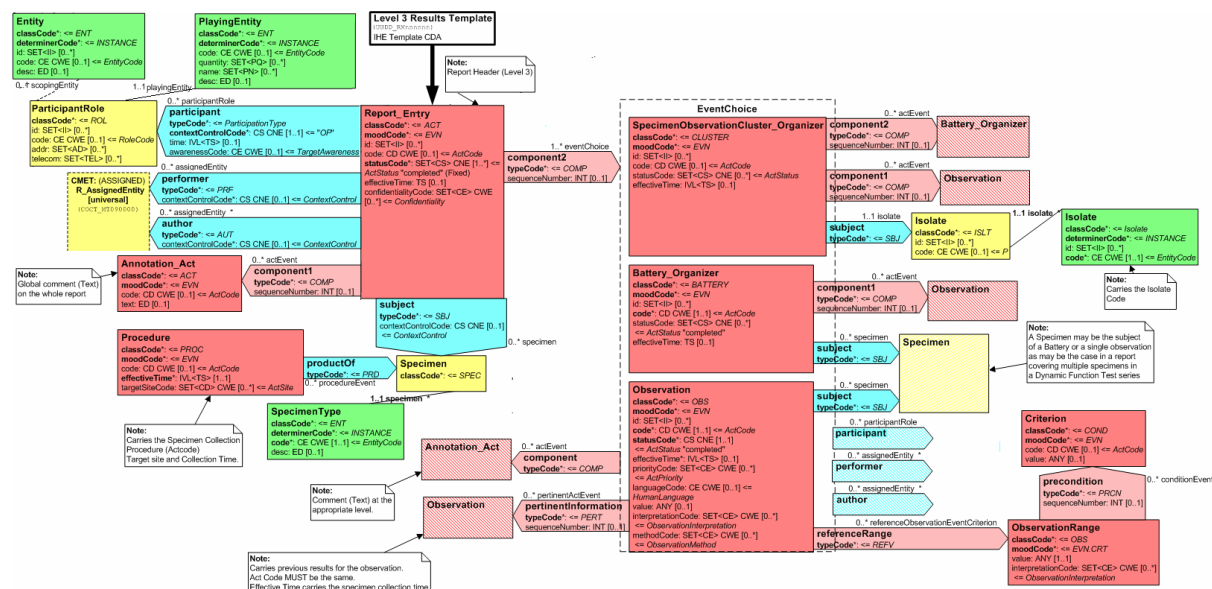 Entity
classCode*: <= ENT
determinerCode*: <= INSTANCE
id: SET<II> [0..*]
code: CE CWE [0..1] <= EntityCode
desc: ED [0..1]
PlayingEntity
classCode*: <= ENT
determinerCode*: <= INSTANCE
code: CE CWE [0..1] <= EntityCode
quantity: SET<PQ> [0..*]
name: SET<PN> [0..*]
desc: ED [0..1]
Level 3 Results Template
IHE Template CDA
Note:
Report Header (Level 3)
scopingEntity
1..1 playingEntity
ParticipantRole
classCode*: <= ROL
id: SET<II> [0..*]
code: CE CWE [0..1] <= RoleCode
addr: SET<AD> [0..*]
telecom: SET<TEL> [0..*]
0..* participantRole
participant
typeCode*: <= ParticipationType
contextControlCode*: CS CNE [1..1] <= "OP"
time: IVL<TS> [0..1]
awarenessCode: CE CWE [0..1] <= TargetAwareness
0..* assignedEntity
performer
typeCode*: <= PRF
contextControlCode*: CS CNE [0..1] <= ContextControl
0..* assignedEntity *
author
typeCode*: <= AUT
contextControlCode*: CS CNE [0..1] <= ContextControl
CMET: (ASSIGNED)
R_AssignedEntity
[universal]
(COCT_MT090000)
Report_Entry
classCode*: <= ACT
moodCode*: <= EVN
id: SET<II> [0..*]
code: CD CWE [0..1] <= ActCode
statusCode*: SET<CS> CNE [1..*] <=
ActStatus "completed" (Fixed)
effectiveTime: TS [0..1]
confidentialityCode: SET<CE> CWE
[0..*] <= Confidentiality
1..* eventChoice
component2
typeCode*: <= COMP
sequenceNumber: INT [0..1]
Note:
Global comment (Text)
on the whole report
Annotation_Act
classCode*: <= ACT
moodCode*: <= EVN
code: CD CWE [0..1] <= ActCode
text: ED [0..1]
0..* actEvent
component1
typeCode*: <= COMP
sequenceNumber: INT [0..1]
subject
typeCode*: <= SBJ
contextControlCode: CS CNE [0..1]
<= ContextControl
0..* specimen
Procedure
classCode*: <= PROC
moodCode*: <= EVN
code: CD CWE [0..1] <= ActCode
effectiveTime*: IVL<TS> [1..1]
targetSiteCode: SET<CD> CWE [0..*] <= ActSite
productOf
typeCode*: <= PRD
0..* procedureEvent
Specimen
classCode*: <= SPEC
1..1 specimen *
SpecimenType
classCode*: <= ENT
determinerCode*: <= INSTANCE
code*: CE CWE [1..1] <= EntityCode
desc: ED [0..1]
Note:
Carries the Specimen Collection
Procedure (Actcode)
Target site and Collection Time.
EventChoice
SpecimenObservationCluster_Organizer
classCode*: <= CLUSTER
moodCode*: <= EVN
id: SET<II> [0..*]
code: CD CWE [0..1] <= ActCode
statusCode: SET<CS> CNE [0..*] <= ActStatus
effectiveTime: IVL<TS> [0..1]
0..* actEvent
component2
typeCode*: <= COMP
sequenceNumber: INT [0..1]
Battery_Organizer
0..* actEvent
component1
typeCode*: <= COMP
sequenceNumber: INT [0..1]
Observation
1..1 isolate
subject
typeCode*: <= SBJ
Isolate
classCode*: <= ISLT
id: SET<II> [0..*]
code: CE CWE [0..1] <= P
1..1 isolate *
Isolate
classCode*: <= Isolate
determinerCode*: <= INSTANCE
id: SET<II> [0..*]
code*: CE CWE [1..1] <= EntityCode
Note:
Carries the Isolate
Code
Battery_Organizer
classCode*: <= BATTERY
moodCode*: <= EVN
id: SET<II> [0..*]
code*: CD CWE [1..1] <= ActCode
statusCode: SET<CS> CNE [0..*]
<= ActStatus "completed"
effectiveTime: TS [0..1]
0..* actEvent
component1
typeCode*: <= COMP
sequenceNumber: INT [0..1]
Observation
0..* specimen
subject
typeCode*: <= SBJ
Specimen
Note:
A Specimen may be the subject
of a Battery or a single observation
as may be the case in a report
covering multiple specimens in
a Dynamic Function Test series
Observation
classCode*: <= OBS
moodCode*: <= EVN
id: SET<II> [0..*]
code*: CD CWE [1..1] <= ActCode
statusCode*: CS CNE [1..1]
<= ActStatus "completed"
effectiveTime*: IVL<TS> [0..1]
priorityCode: SET<CE> CWE [0..*]
<= ActPriority
languageCode: CE CWE [0..1] <=
HumanLanguage
value: ANY [0..1]
interpretationCode: SET<CE> CWE [0..*]
<= ObservationInterpretation
methodCode: SET<CE> CWE [0..*]
<= ObservationMethod
0..* specimen
subject
typeCode*: <= SBJ
0..* participantRole
participant
0..* assignedEntity *
performer
0..* assignedEntity *
author
0..* referenceObservationEventCriterion
referenceRange
typeCode*: <= REFV
Criterion
classCode*: <= COND
moodCode*: <= EVN
code: CD CWE [0..1] <= ActCode
value: ANY [0..1]
precondition
typeCode*: <= PRCN
sequenceNumber: INT [0..1]
0..* conditionEvent
ObservationRange
classCode*: <= OBS
moodCode*: <= EVN.CRT
value: ANY [1..1]
interpretationCode: SET<CE> CWE [0..*]
<= ObservationInterpretation
Annotation_Act
0..* actEvent
component
typeCode*: <= COMP
Note:
Comment (Text) at the
appropriate level.
Observation
0..* pertinentActEvent
pertinentInformation
typeCode*: <= PERT
sequenceNumber: INT [0..1]
Note:
Carries previous results for the observation.
Act Code MUST be the same.
Effective Time carries the specimen collection time